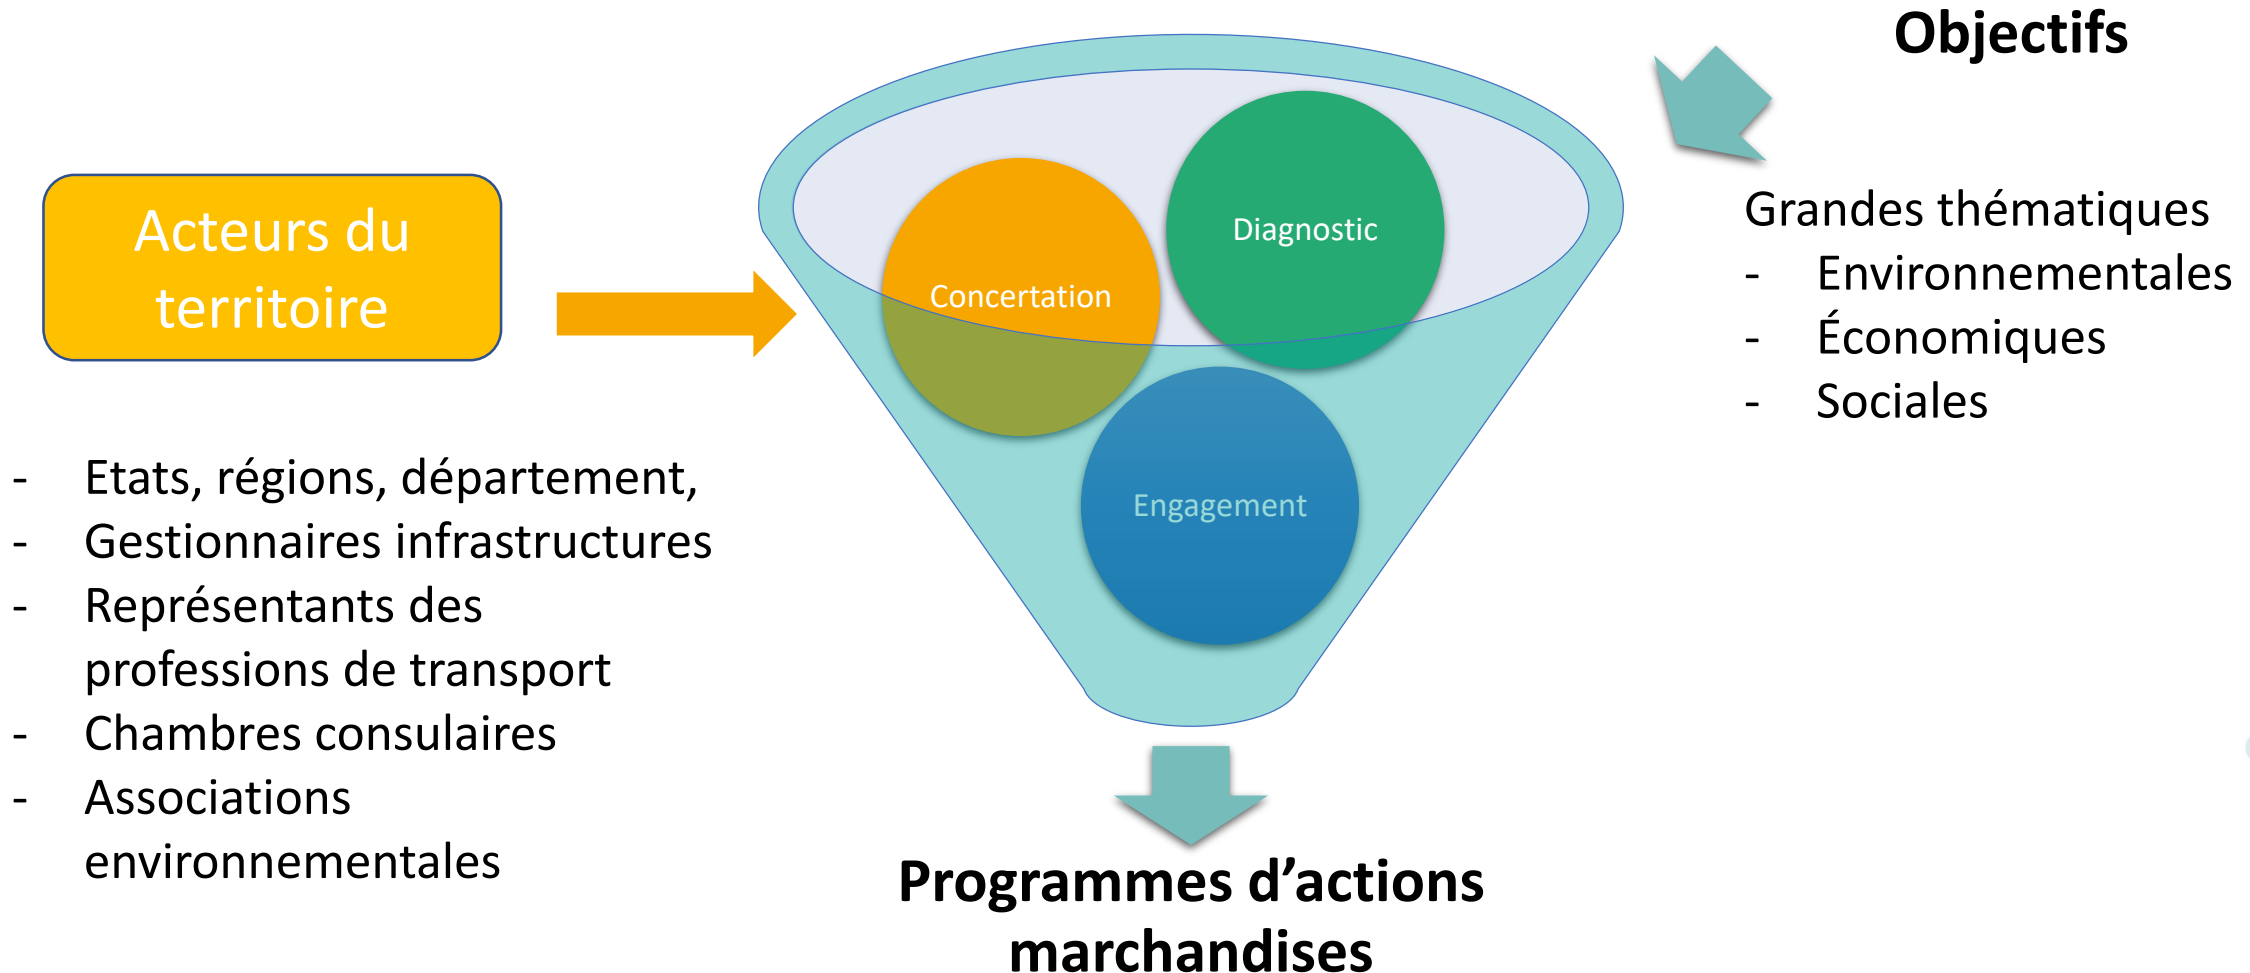 Objectifs
Acteurs du
territoire
- Etats, régions, département,
- Gestionnaires infrastructures
- Représentants des
professions de transport
- Chambres consulaires
- Associations
environnementales
Concertation
Diagnostic
Engagement
Grandes thématiques
- Environnementales
- Économiques
- Sociales
Programmes d’actions
marchandises